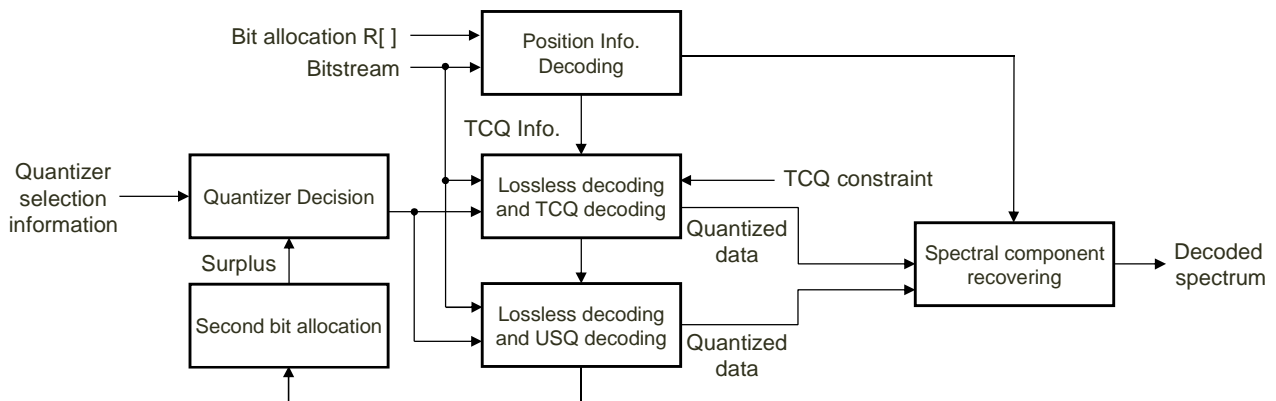 Bit allocation R[ ]
Bitstream
Position Info.
Decoding
TCQ Info.
Quantizer
selection
information
Quantizer Decision
Lossless decoding
and TCQ decoding
TCQ constraint
Quantized
data
Surplus
Second bit allocation
Lossless decoding
and USQ decoding
Quantized
data
Spectral component
recovering
Decoded
spectrum